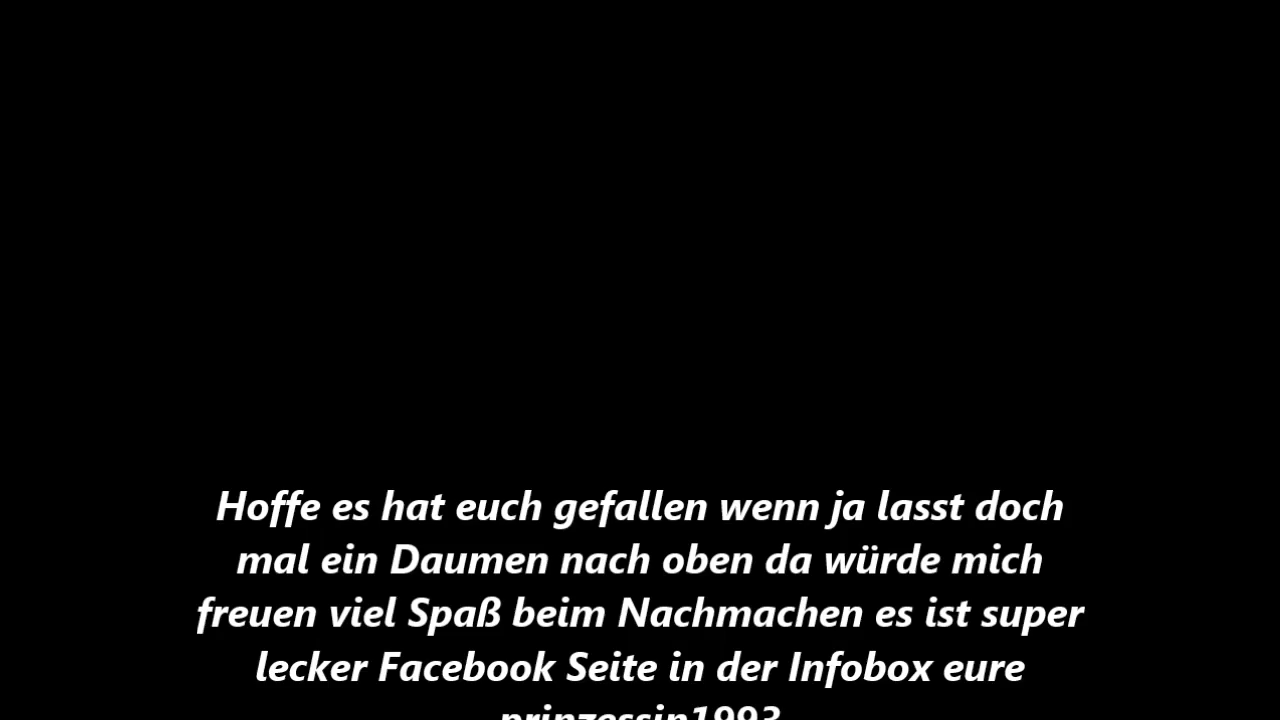 Hoffe es hat euch gefallen wenn ja lasst doch
mal ein Daumen nach oben da würde mich
freuen viel Spaß beim Nachmachen es ist super
lecker Facebook Seite in der Infobox eure
prinzessin1993